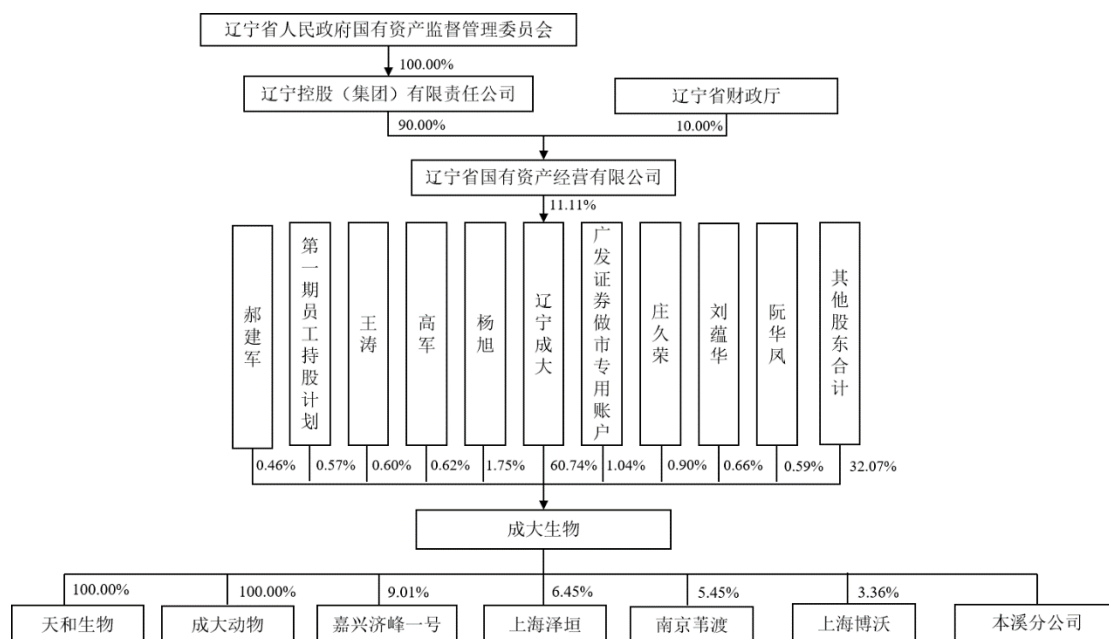 辽宁省人民政府国有资产监督管理委员会
100.00%
辽宁控股（集团）有限责任公司
辽宁省财政厅
90.00%
10.00%
辽宁省国有资产经营有限公司
11.11%
郝建军
第一期员工持股计划
王涛
高军
杨旭
辽宁成大
广发证券做市专用账户
庄久荣
刘蕴华
阮华凤
其他股东合计
0.46%
0.57%
0.60%
0.62%
1.75%
60.74%
1.04%
0.90%
0.66%
0.59%
32.07%
成大生物
100.00%
100.00%
9.01%
6.45%
5.45%
3.36%
天和生物
成大动物
嘉兴济峰一号
上海泽垣
南京苇渡
上海博沃
本溪分公司